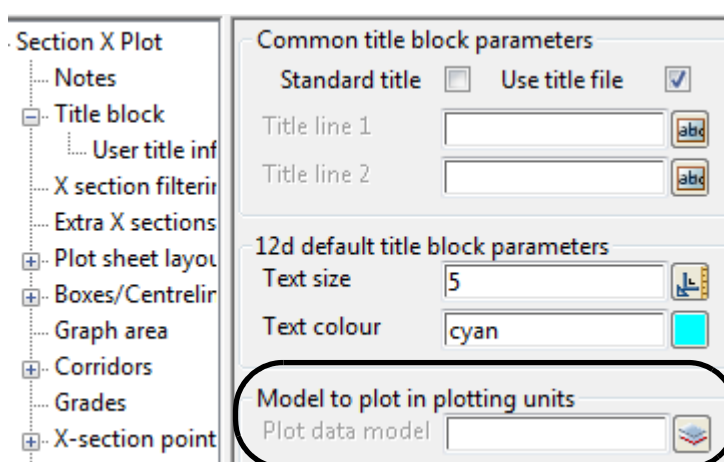 Section X Plot
Notes
Title block
User title inf
X section filterin
Extra X sections
Plot sheet layou
Boxes/Centrelin
Graph area
Corridors
Grades
X-section point
Common title block parameters
Standard title Use title file
Title line 1 abc
Title line 2 abc
12d default title block parameters
Text size 5
Text colour cyan
Model to plot in plotting units
Plot data model